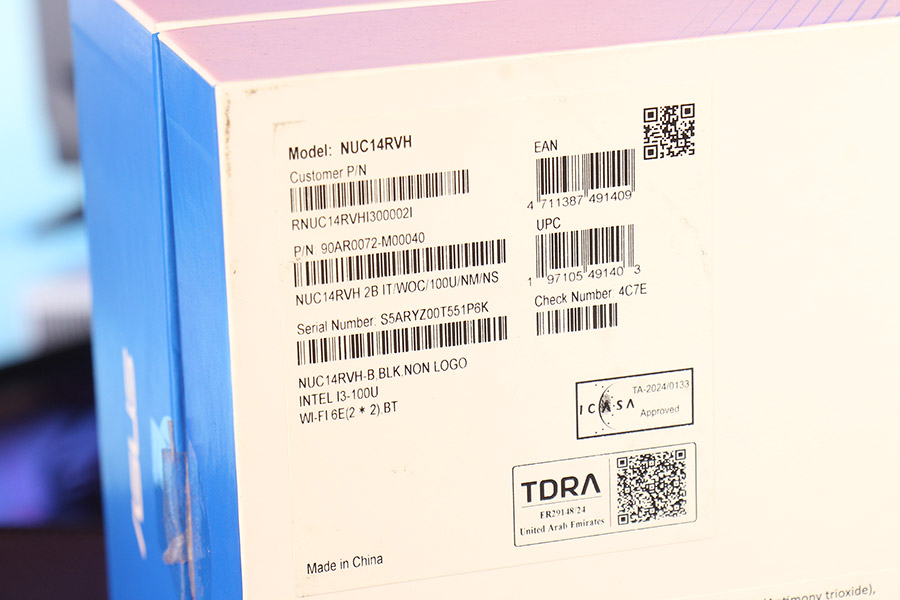 Model: NUC14RVH
Customer P/N
RNUC14RVHI300002I
P/N 90AR0072-M00040
NUC14RVH 2B IT/WOC/100U/NM/NS
Serial Number: S5ARYZ00T551P6K
NUC14RVH-B,BLK.NON LOGO
INTEL I3-100U
WI-FI 6E(2 * 2).BT
Made in China
EAN
4 711387 491409
UPC
1 97105 49140 3
Check Number: 4C7E
ICASA
TA-2024/0133
Approved
TDRA
ER29148/24
United Arab Emirates
trioxide),
ASUS